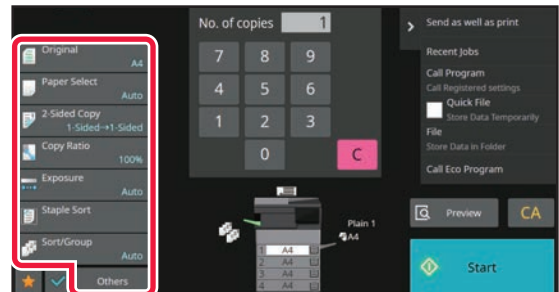 Original
A4
Paper Select
Auto
2-Sided Copy
1-Sided→1-Sided
Copy Ratio
100%
Exposure
Auto
Staple Sort
Sort/Group
Auto
Others
No. of copies 1
7 8 9
4 5 6
1 2 3
0 C
Plain 1
A4
1 A4
2 A4
3 A4
4 A4
Send as well as print
Recent Jobs
Call Program
Call Registered settings
Quick File
Store Data Temporarily
File
Store Data in Folder
Call Eco Program
Preview CA
Start